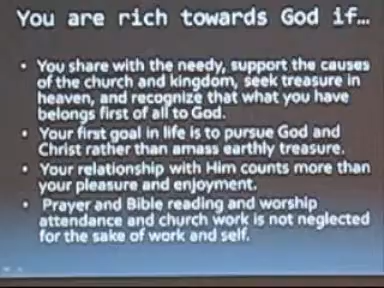 You are rich towards God if…
• You share with the needy, support the causes
of the church and kingdom, seek treasure in
heaven, and recognize that what you have
belongs first of all to God.
• Your first goal in life is to pursue God and
Christ rather than amass earthly treasure.
• Your relationship with Him counts more than
your pleasure and enjoyment.
• Prayer and Bible reading and worship
attendance and church work is not neglected
for the sake of work and self.